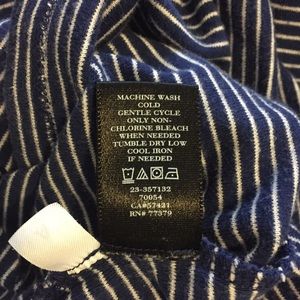 MACHINE WASH
COLD
GENTLE CYCLE
ONLY NON-
CHLORINE BLEACH
WHEN NEEDED
TUMBLE DRY LOW
COOL IRON
IF NEEDED
23-357132
70054
CA#57421
RN# 77379